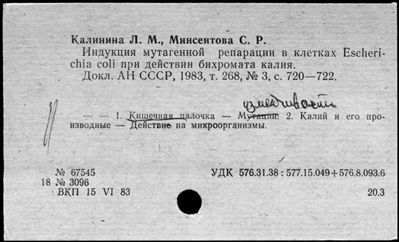 Калинина Л. М., Минсеитова С. Р.
Индукция мутагенной репарации в клетках Escheri-
chia coli при действии бихромата калия.
Докл. АН СССР, 1983, т. 268, № 3, с. 720—722.
изменчивость
— — 1. Кишечная палочка — Мутации. 2. Калий и его про-
изводные — Действие на микроорганизмы.
№ 67545
УДК 576.31.38 : 577.15.049+576.8.093.6
18 № 3096
ВКП 15 VI 83
20.3